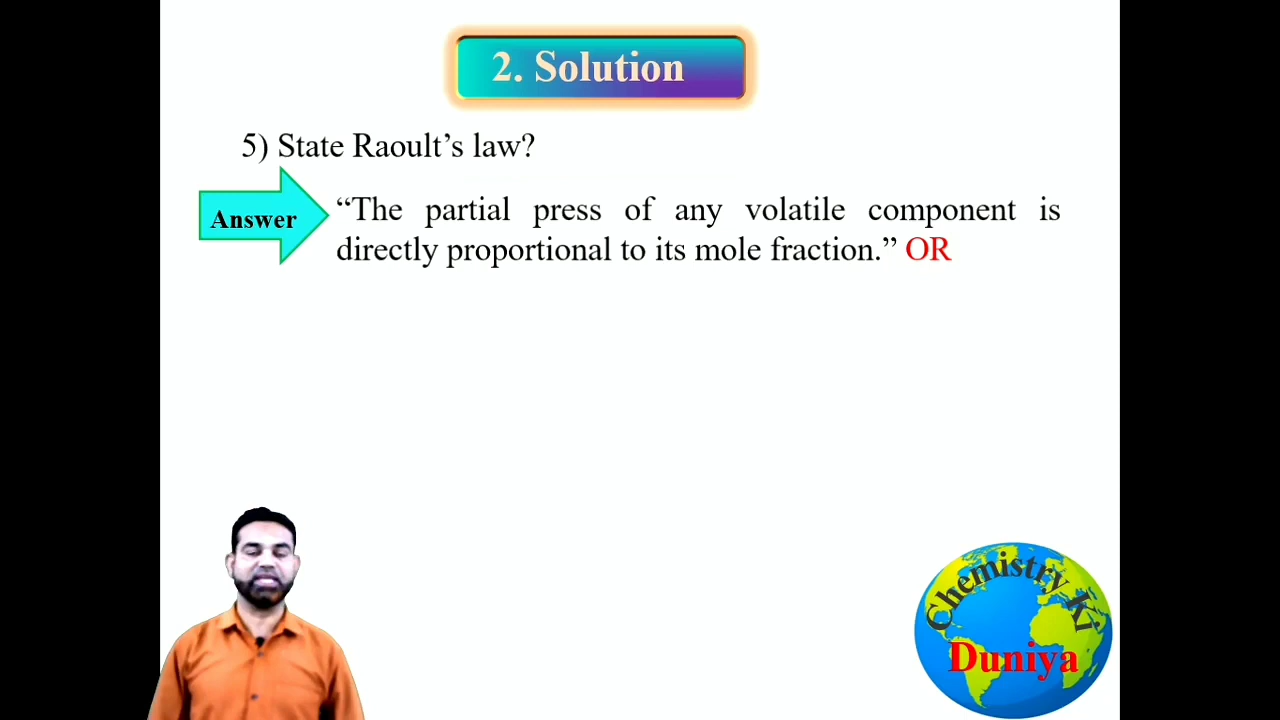 2. Solution
5) State Raoult’s law?
Answer
“The partial press of any volatile component is
directly proportional to its mole fraction.” OR
Chemistry Ki
Duniya